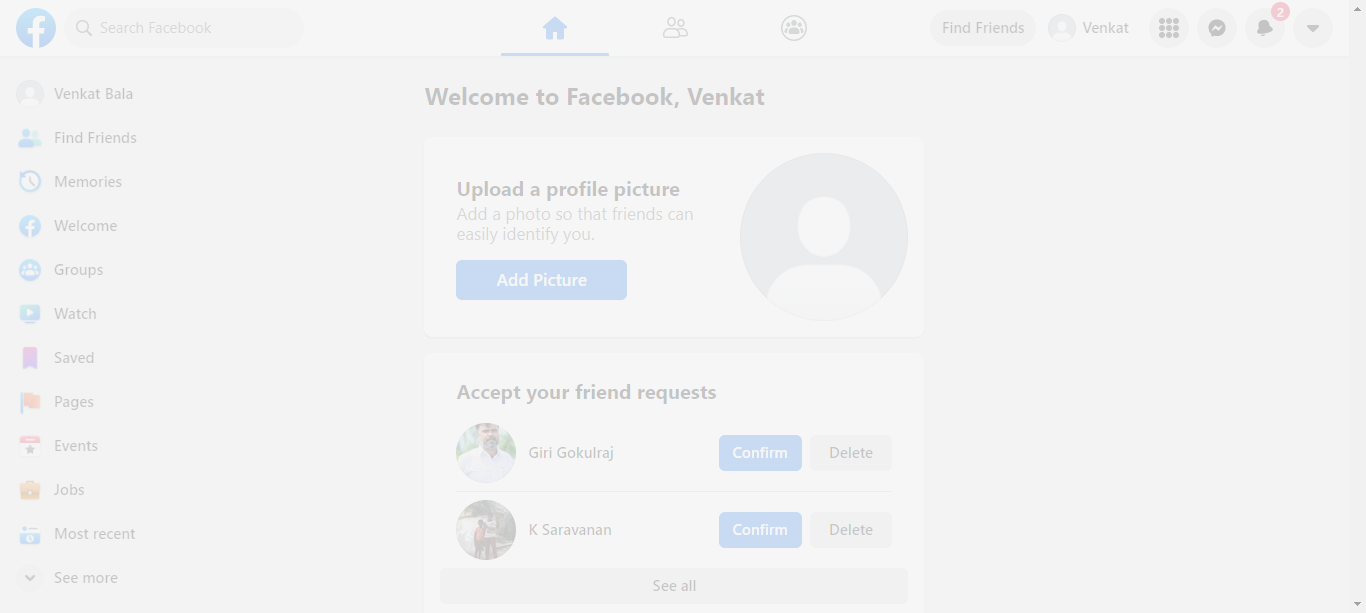 Search Facebook
Find Friends
Venkat
2
Venkat Bala
Find Friends
Memories
Welcome
Groups
Watch
Saved
Pages
Events
Jobs
Most recent
See more
Welcome to Facebook, Venkat
Upload a profile picture
Add a photo so that friends can
easily identify you.
Add Picture
Accept your friend requests
Giri Gokulraj
Confirm
Delete
K Saravanan
Confirm
Delete
See all